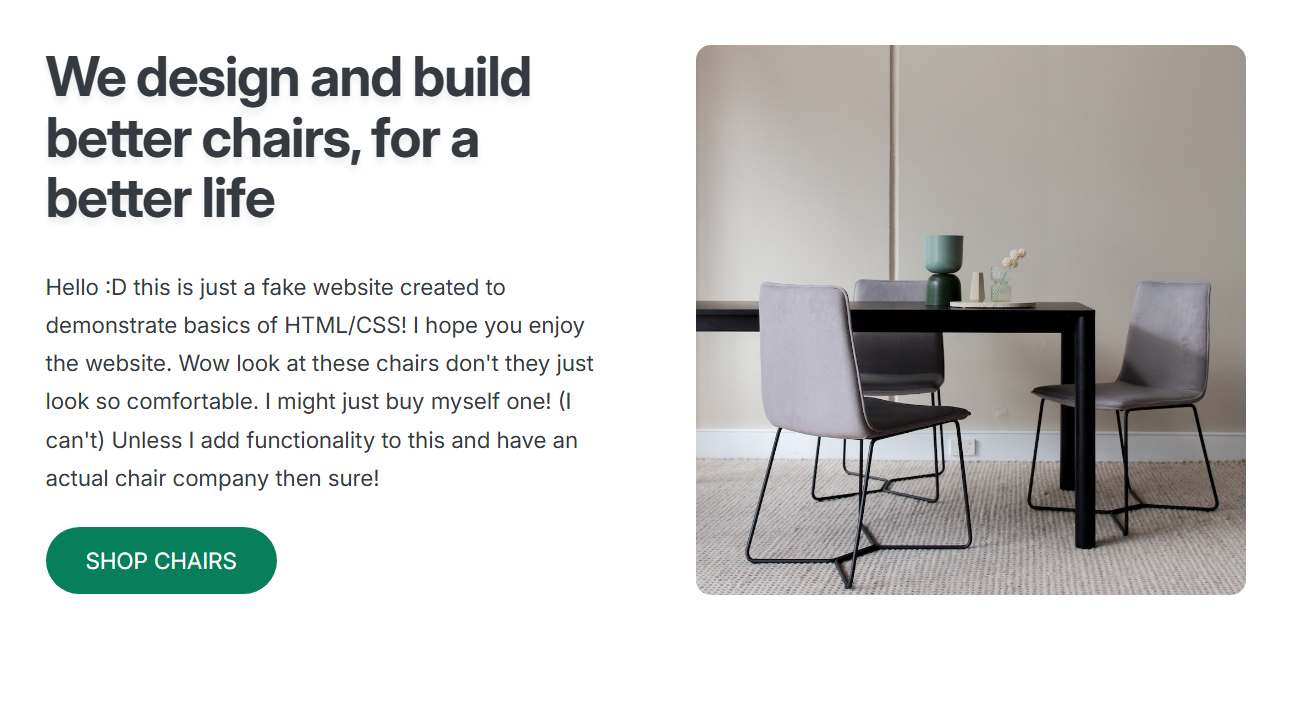 We design and build
better chairs, for a
better life
Hello :D this is just a fake website created to
demonstrate basics of HTML/CSS! I hope you enjoy
the website. Wow look at these chairs don't they just
look so comfortable. I might just buy myself one! (I
can't) Unless I add functionality to this and have an
actual chair company then sure!
SHOP CHAIRS